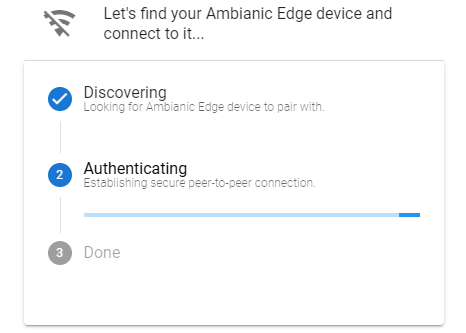 Let's find your Ambianic Edge device and
connect to it...
Discovering
Looking for Ambianic Edge device to pair with.
2
Authenticating
Establishing secure peer-to-peer connection.
3
Done